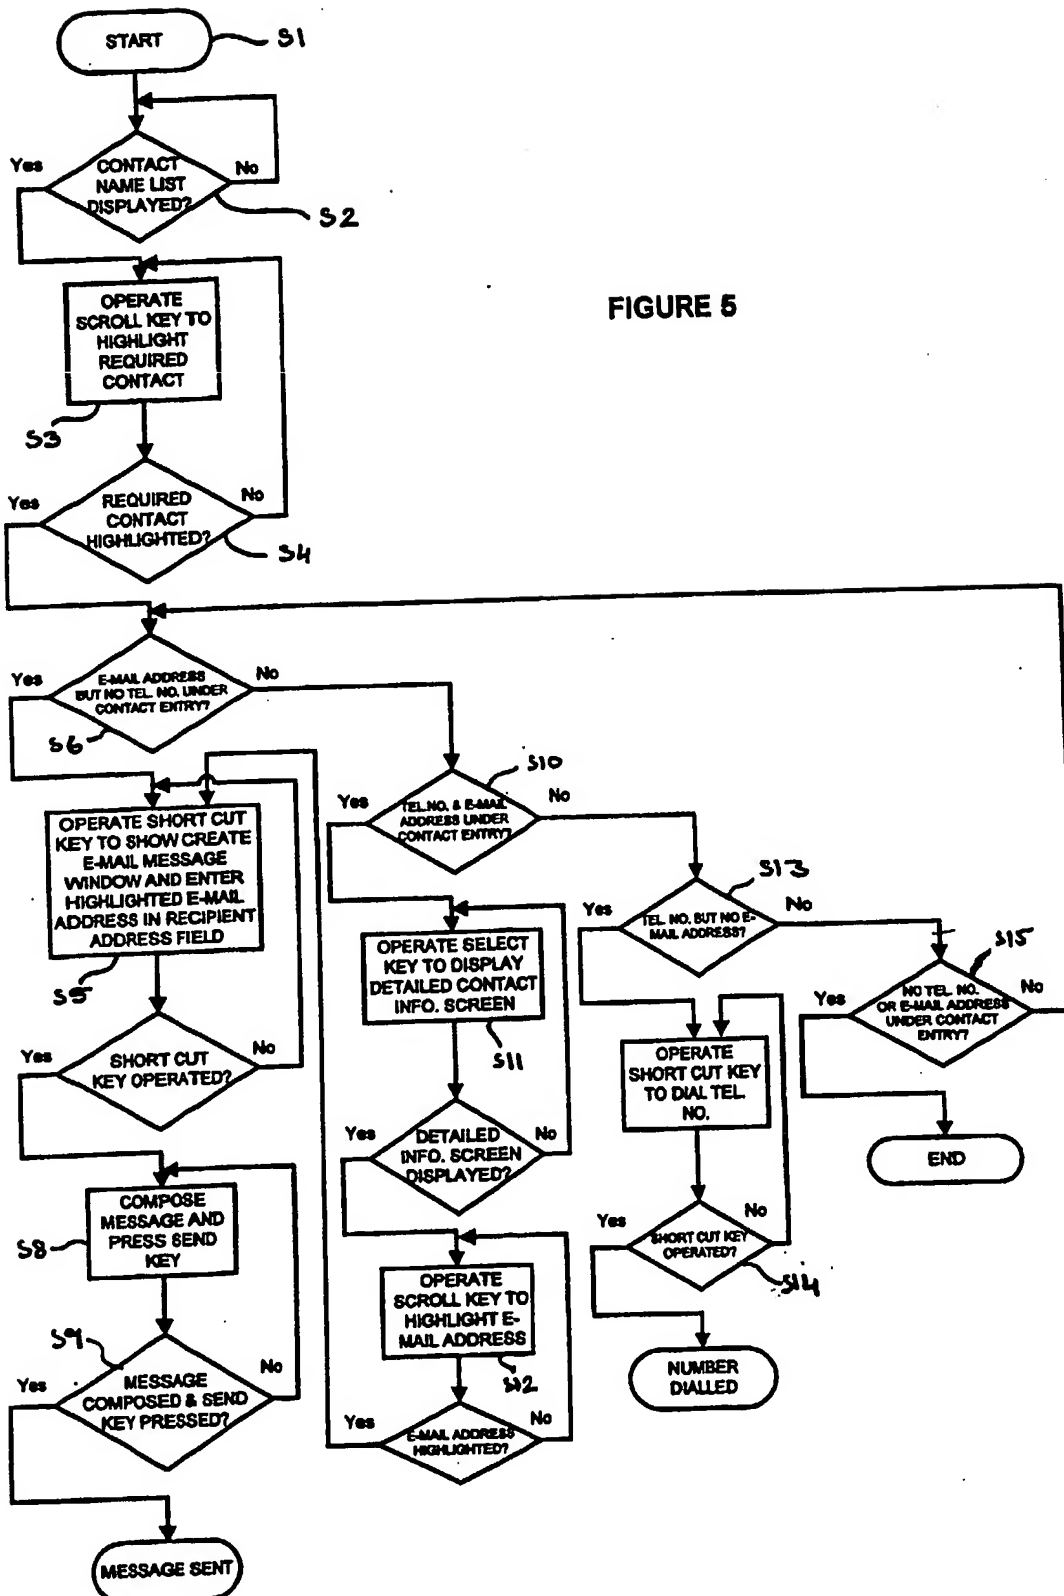 START
S1
Yes
CONTACT
NAME LIST
DISPLAYED?
No
S2
FIGURE 5
OPERATE
SCROLL KEY TO
HIGHLIGHT
REQUIRED
CONTACT
S3
Yes
REQUIRED
CONTACT
HIGHLIGHTED?
No
S4
Yes
E-MAIL ADDRESS
BUT NO TEL. NO. UNDER
CONTACT ENTRY?
No
S6
OPERATE SHORT CUT
KEY TO SHOW CREATE
E-MAIL MESSAGE
WINDOW AND ENTER
HIGHLIGHTED E-MAIL
ADDRESS IN RECIPIENT
ADDRESS FIELD
S5
Yes
SHORT CUT
KEY OPERATED?
No
COMPOSE
MESSAGE AND
PRESS SEND
KEY
S8
S9
Yes
MESSAGE
COMPOSED & SEND
KEY PRESSED?
No
MESSAGE SENT
S10
Yes
TEL.NO. & E-MAIL
ADDRESS UNDER
CONTACT ENTRY?
No
OPERATE SELECT
KEY TO DISPLAY
DETAILED CONTACT
INFO. SCREEN
S11
Yes
DETAILED
INFO. SCREEN
DISPLAYED?
No
OPERATE
SCROLL KEY TO
HIGHLIGHT E-
MAIL ADDRESS
S12
Yes
E-MAIL ADDRESS
HIGHLIGHTED?
No
S13
Yes
TEL. NO. BUT NO E-
MAIL ADDRESS?
No
OPERATE
SHORT CUT KEY
TO DIAL TEL.
NO.
Yes
SHORT CUT KEY
OPERATED?
No
S14
NUMBER
DIALLED
S15
Yes
NO TEL. NO.
OR E-MAIL ADDRESS
UNDER CONTACT
ENTRY?
No
END